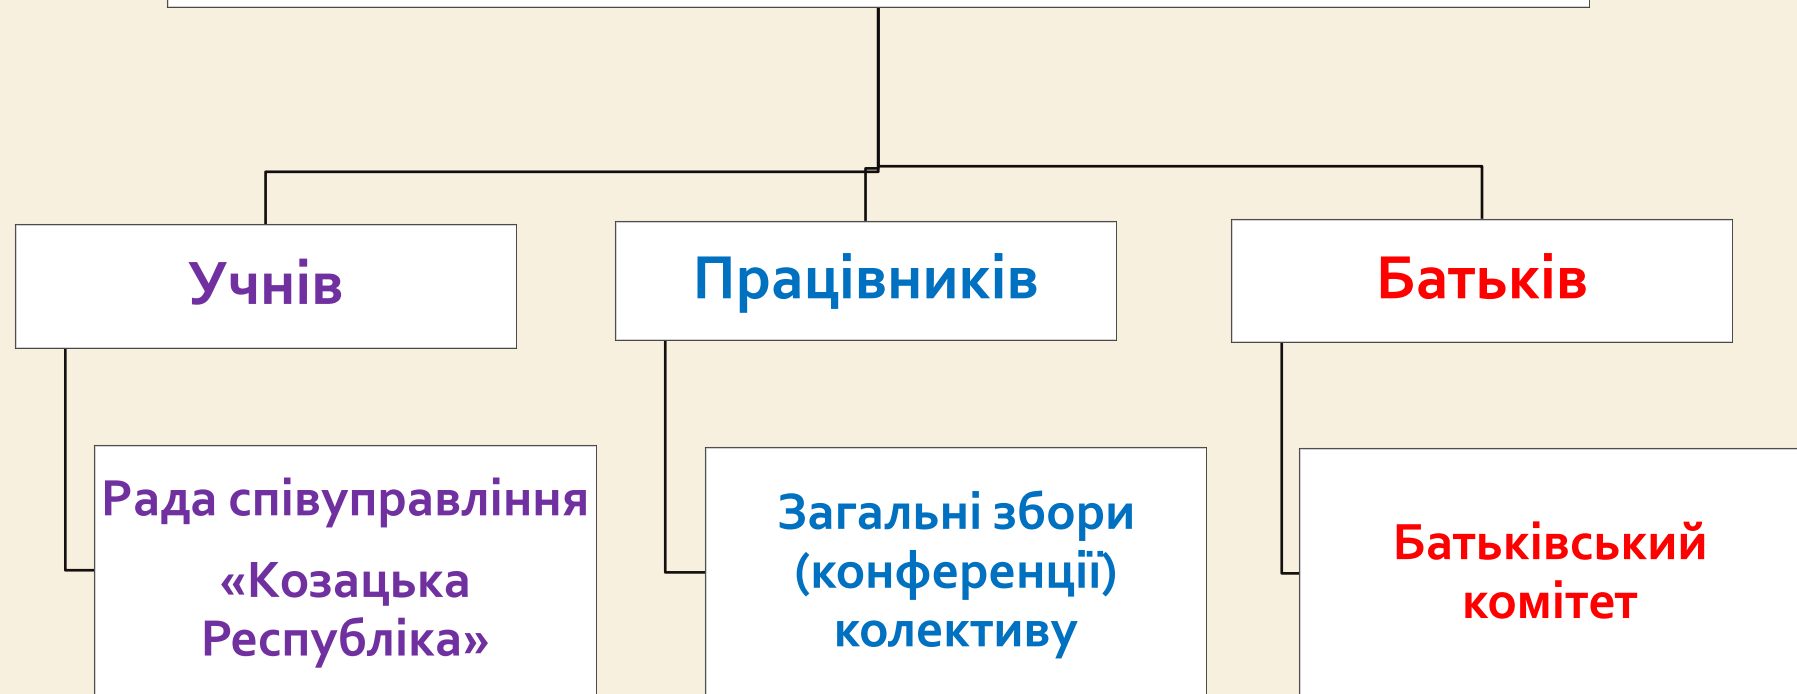 Учнів
Працівників
Батьків
Рада співуправління
«Козацька
Республіка»
Загальні збори
(конференції)
колективу
Батьківський
комітет